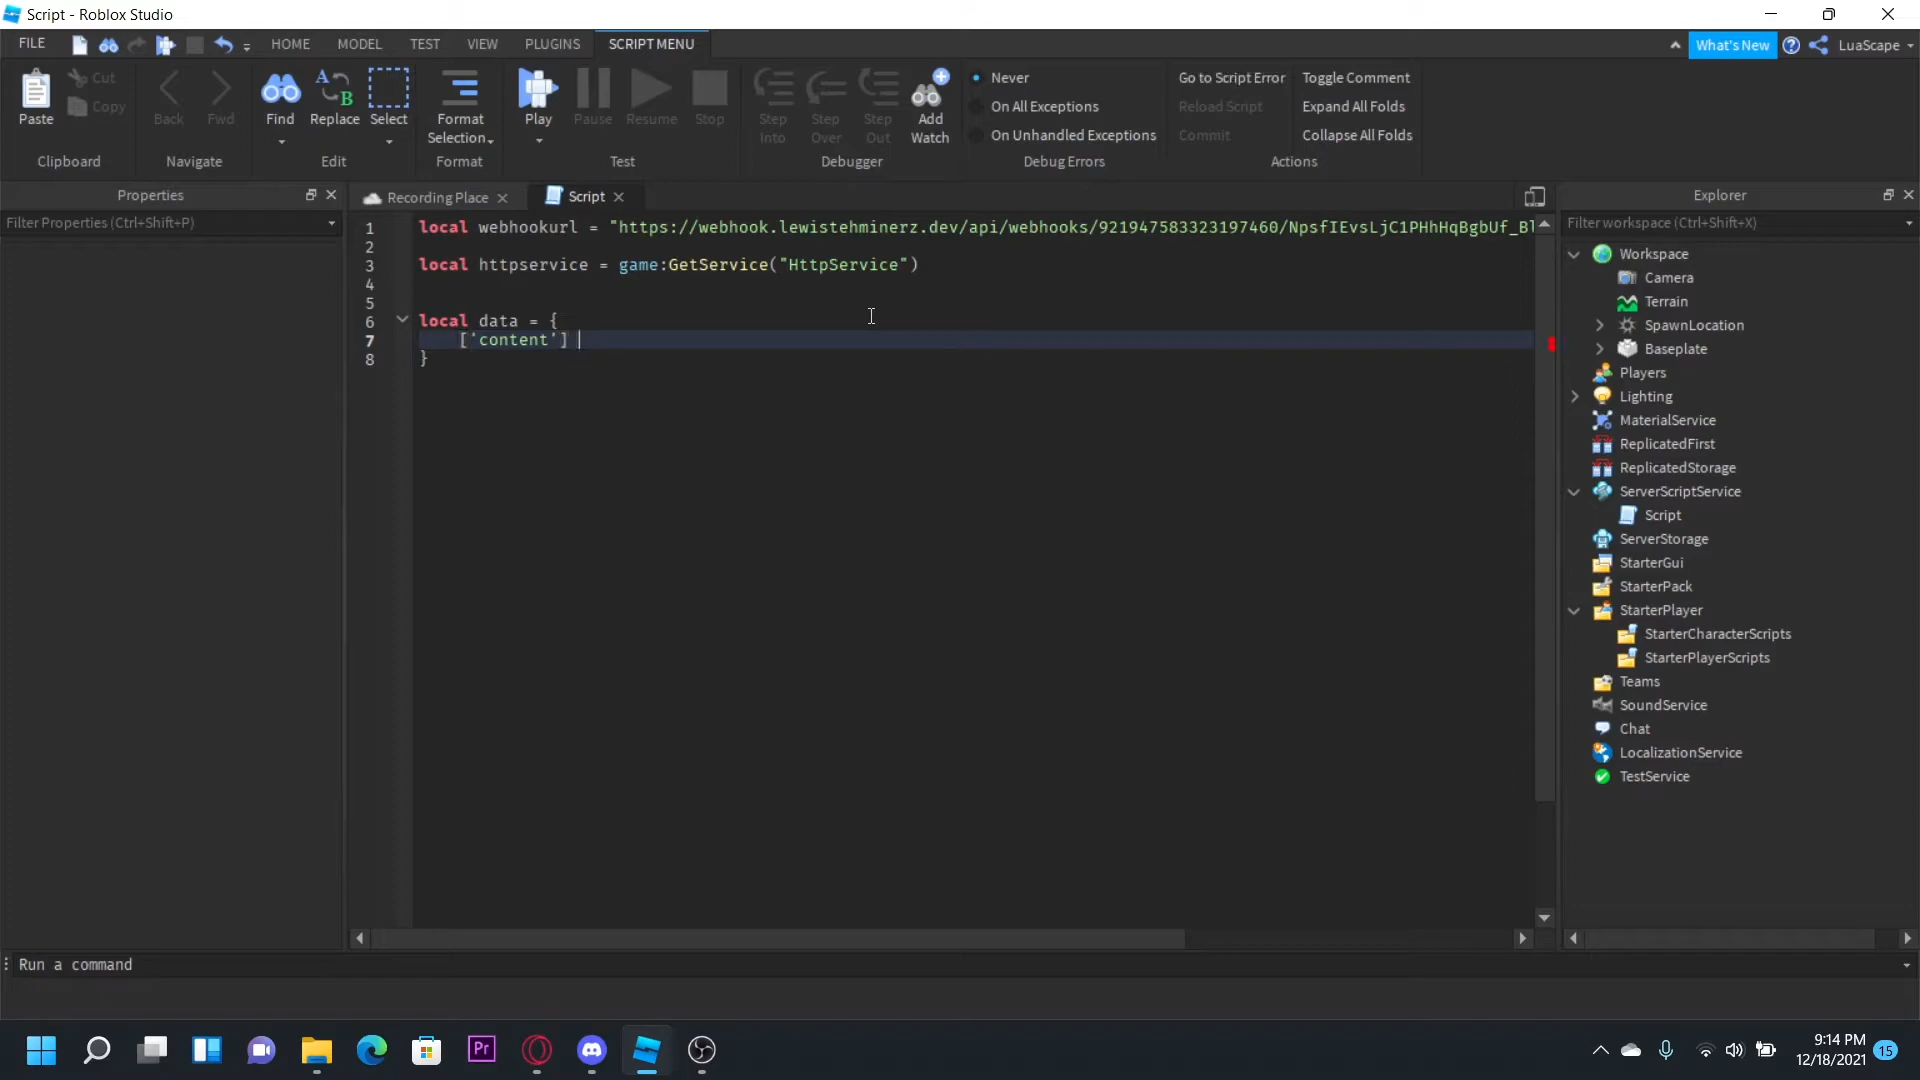 Script - Roblox Studio
FILE
HOME
MODEL
TEST
VIEW
PLUGINS
SCRIPT MENU
What's New
LuaScape
Paste
Cut
Copy
Clipboard
Back
Fwd
Navigate
Find
Replace
Select
Edit
Format
Selection
Format
Play
Pause
Resume
Stop
Test
Step
Into
Step
Over
Step
Out
Add
Watch
Debugger
Never
On All Exceptions
On Unhandled Exceptions
Debug Errors
Go to Script Error
Reload Script
Commit
Toggle Comment
Expand All Folds
Collapse All Folds
Actions
Properties
Filter Properties (Ctrl+Shift+P)
Recording Place
Script
1 local webhookurl = "https://webhook.lewistehminerz.dev/api/webhooks/921947583323197460/NpsfIEvsLjC1PHhHqBgbUf_Bl
2
3 local httpservice = game:GetService("HttpService")
4
5
6 local data = {
7 ['content']
8 }
Explorer
Filter workspace (Ctrl+Shift+X)
Workspace
Camera
Terrain
SpawnLocation
Baseplate
Players
Lighting
MaterialService
ReplicatedFirst
ReplicatedStorage
ServerScriptService
Script
ServerStorage
StarterGui
StarterPack
StarterPlayer
StarterCharacterScripts
StarterPlayerScripts
Teams
SoundService
Chat
LocalizationService
TestService
Run a command
Pr
9:14 PM
12/18/2021
15